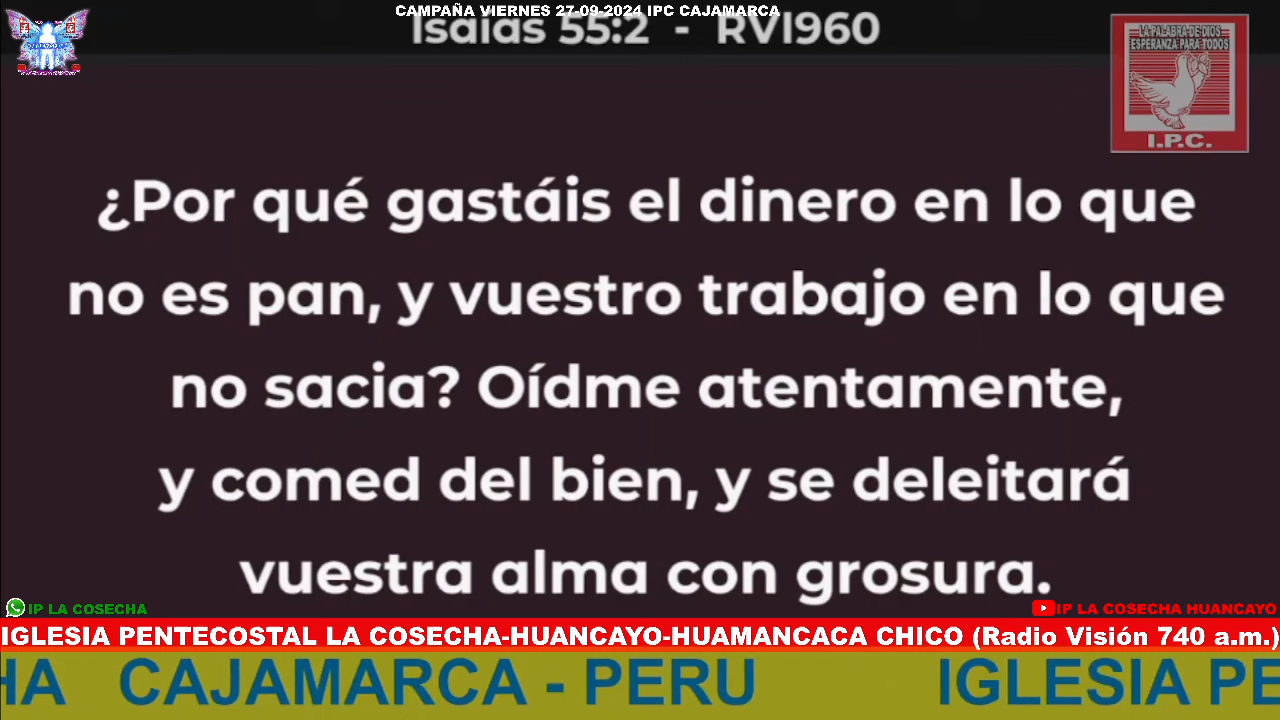 CAMPAÑA VIERNES 27-09-2024 IPC CAJAMARCA
Isaías 55:2 - RVI960
LA PALABRA DE DIOS
ESPERANZA PARA TODOS
I.P.C.
¿Por qué gastáis el dinero en lo que
no es pan, y vuestro trabajo en lo que
no sacia? Oídme atentamente,
y comed del bien, y se deleitará
vuestra alma con grosura.
IP LA COSECHA
IP LA COSECHA HUANCAYO
IGLESIA PENTECOSTAL LA COSECHA-HUANCAYO-HUAMANCACA CHICO (Radio Visión 740 a.m.)
HA CAJAMARCA - PERU IGLESIA PE